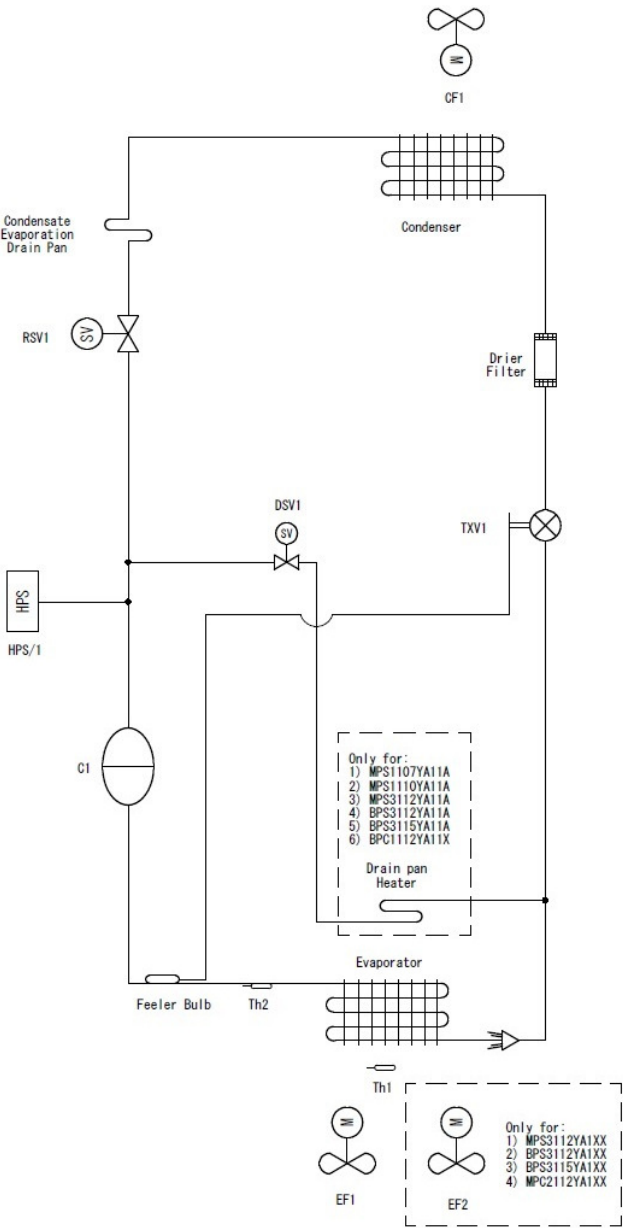 M
CF1
Condenser
Condensate
Evaporation
Drain Pan
RSV1
SV
Drier
Filter
DSV1
SV
TXV1
HPS
HPS/1
C1
Only for:
1) MPS1107YA11A
2) MPS1110YA11A
3) MPS3112YA11A
4) BPS3112YA11A
5) BPS3115YA11A
6) BPC1112YA11X
Drain pan
Heater
Evaporator
Feeler Bulb
Th2
Th1
M
EF1
M
EF2
Only for:
1) MPS3112YA1XX
2) BPS3112YA1XX
3) BPS3115YA1XX
4) MPC2112YA1XX